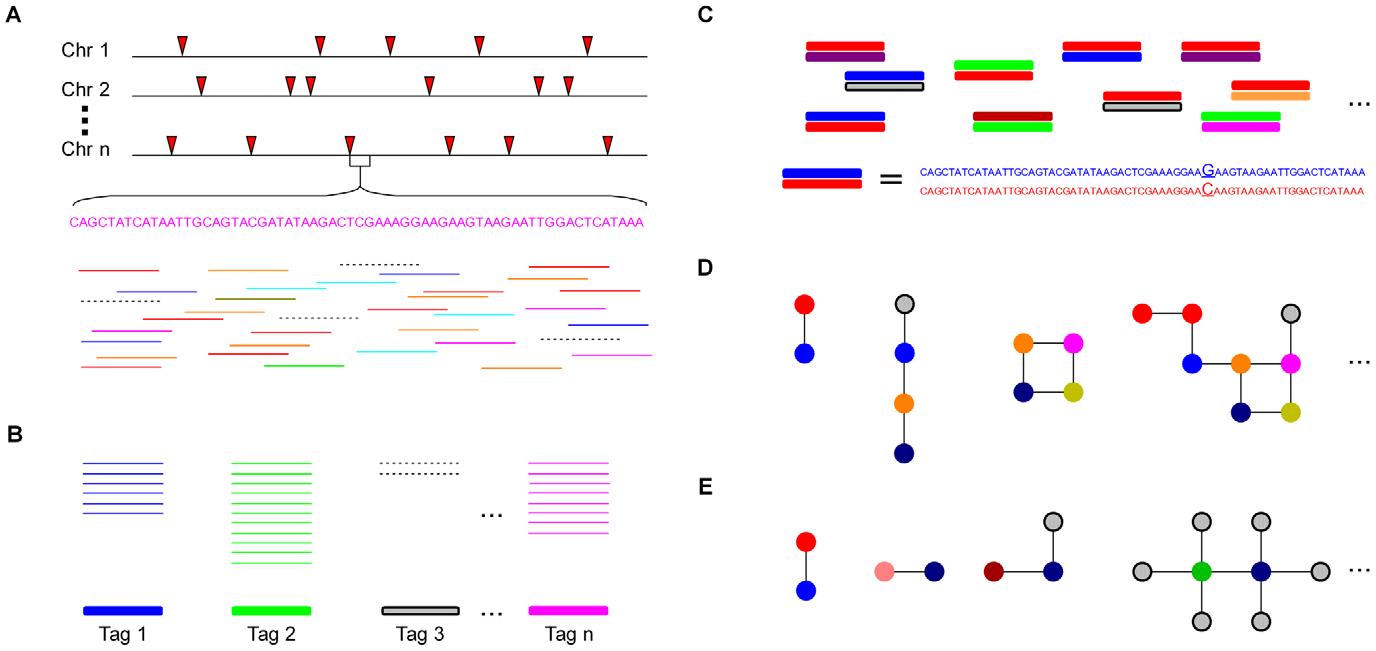 A
Chr 1
Chr 2
Chr n
CAGCTATCATAATTGCAGTACGATATAAGACTCGAAAGGAAGAAGTAAGAATTGGACTCATAAA
B
...
...
Tag 1
Tag 2
Tag 3
Tag n
C
...
=
CAGCTATCATAATTGCAGTACGATATAAGACTCGAAAGGAAGAAGTAAGAATTGGACTCATAAA
CAGCTATCATAATTGCAGTACGATATAAGACTCGAAAGGAACAAGTAAGAATTGGACTCATAAA
D
...
E
...